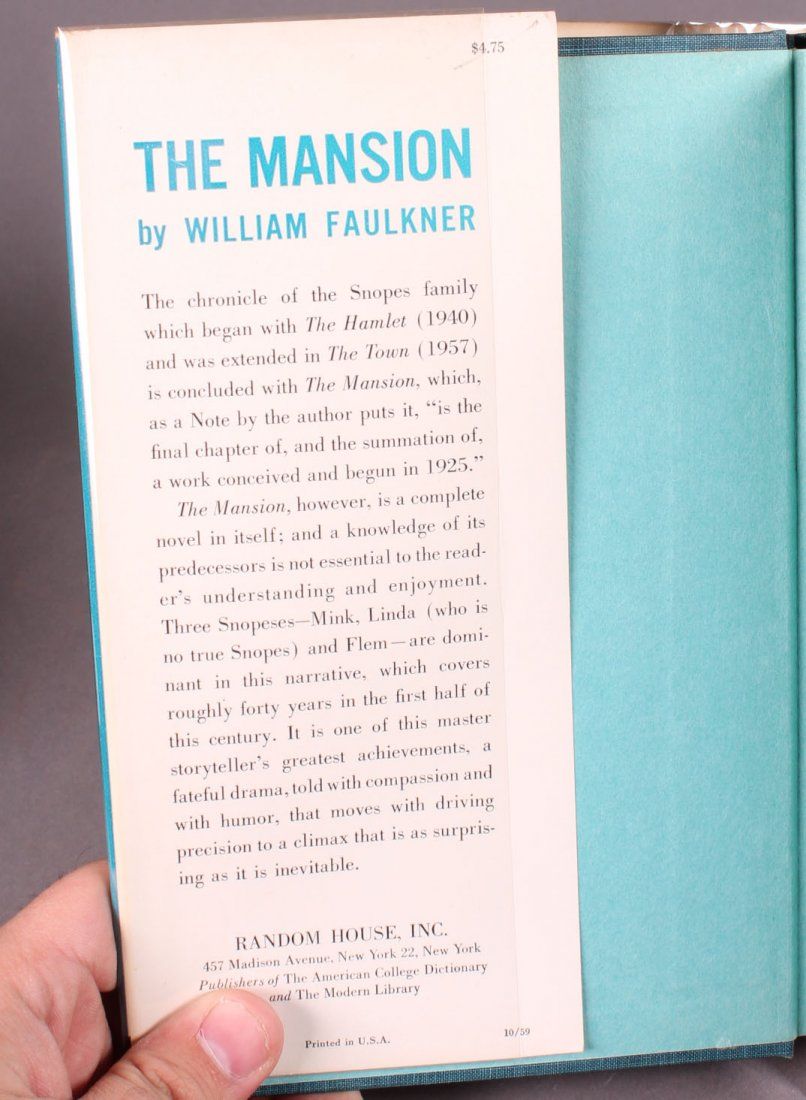 $4.75
THE MANSION
by WILLIAM FAULKNER
The chronicle of the Snopes family
which began with The Hamlet (1940)
and was extended in The Town (1957)
is concluded with The Mansion, which,
as a Note by the author puts it, “is the
final chapter of, and the summation of,
a work conceived and begun in 1925.”
The Mansion, however, is a complete
novel in itself; and a knowledge of its
predecessors is not essential to the read-
er’s understanding and enjoyment.
Three Snopeses—Mink, Linda (who is
no true Snopes) and Flem—are domi-
nant in this narrative, which covers
roughly forty years in the first half of
this century. It is one of this master
storyteller’s greatest achievements, a
fateful drama, told with compassion and
with humor, that moves with driving
precision to a climax that is as surpris-
ing as it is inevitable.
RANDOM HOUSE, INC.
457 Madison Avenue, New York 22, New York
Publishers of The American College Dictionary
and The Modern Library
Printed in U.S.A.
10/59